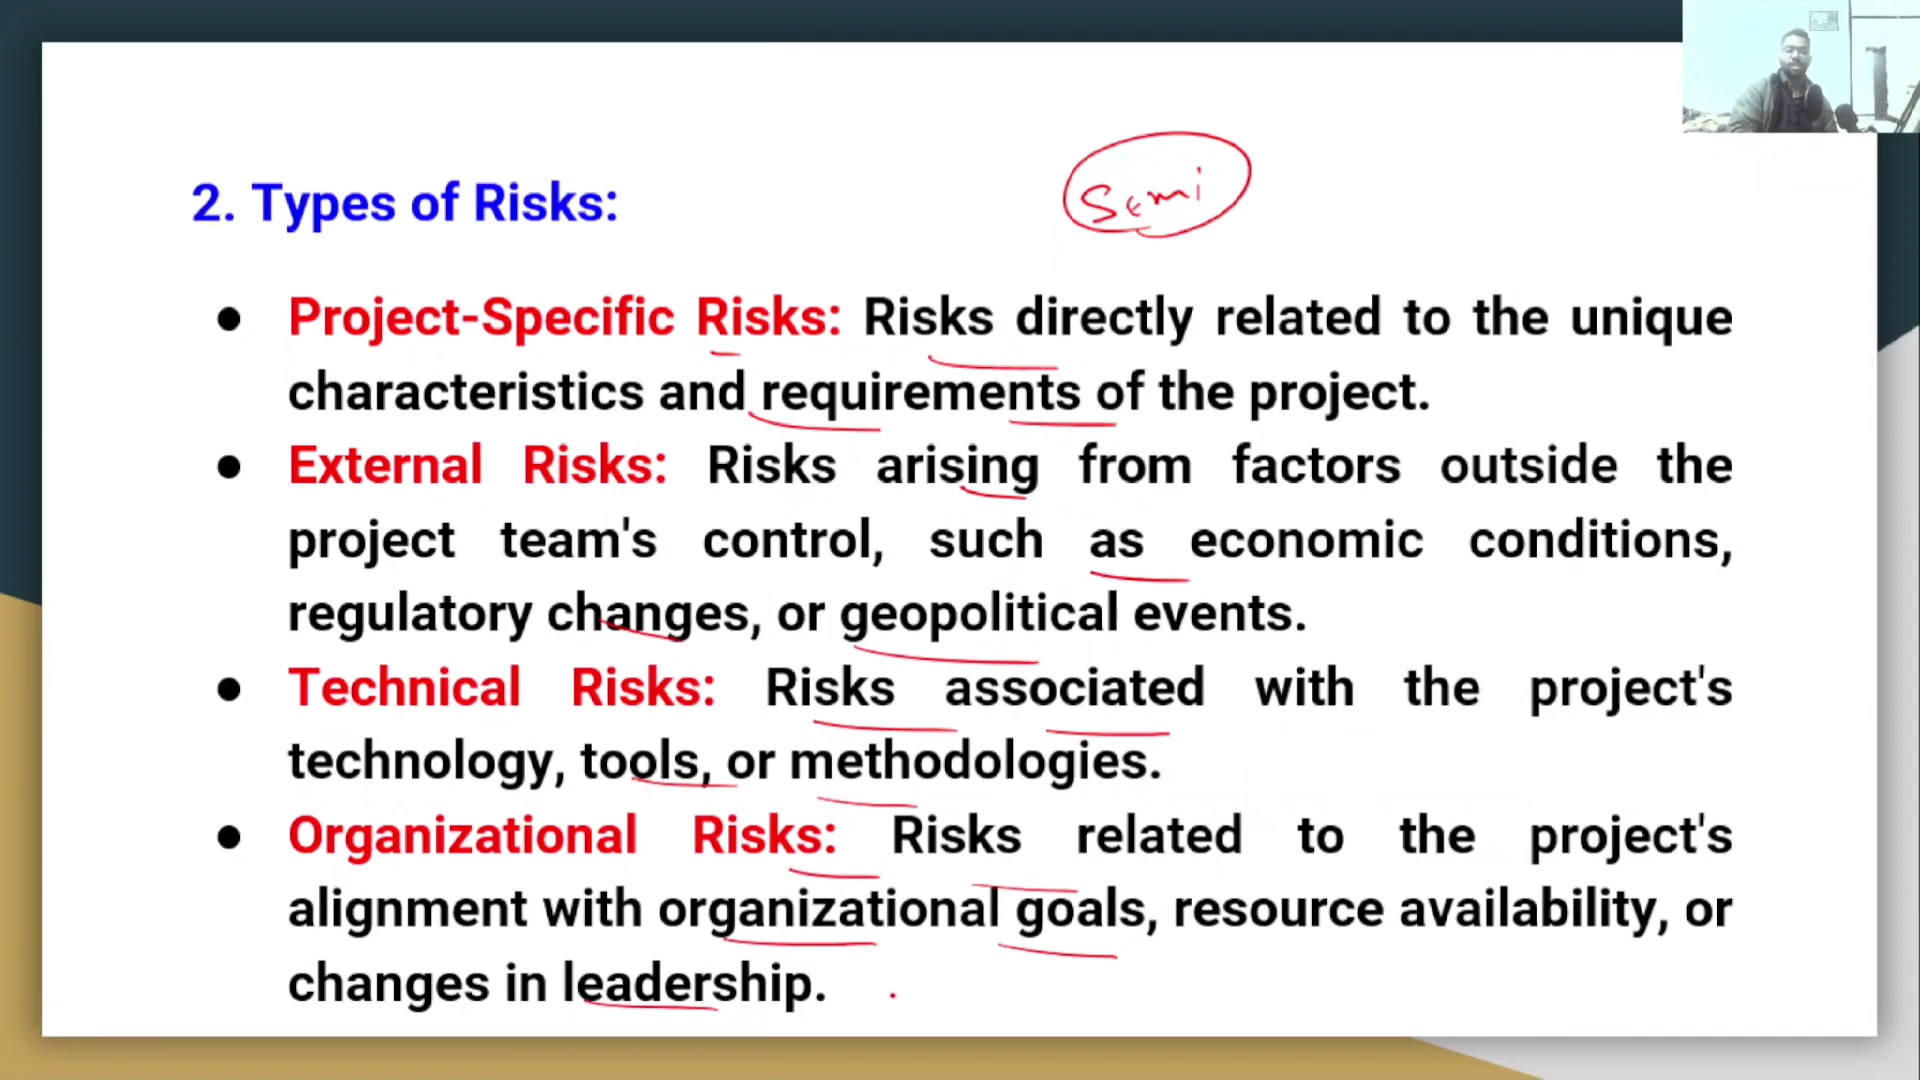 Semi
2. Types of Risks:
● Project-Specific Risks: Risks directly related to the unique
characteristics and requirements of the project.
● External Risks: Risks arising from factors outside the
project team's control, such as economic conditions,
regulatory changes, or geopolitical events.
● Technical Risks: Risks associated with the project's
technology, tools, or methodologies.
● Organizational Risks: Risks related to the project's
alignment with organizational goals, resource availability, or
changes in leadership.